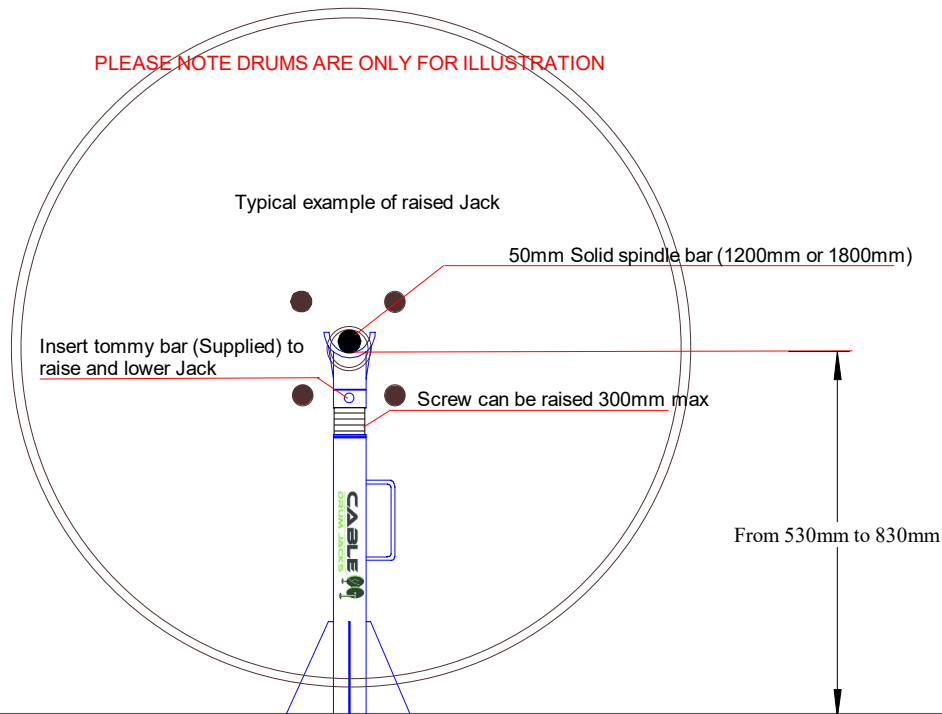 PLEASE NOTE DRUMS ARE ONLY FOR ILLUSTRATION
Typical example of raised Jack
50mm Solid spindle bar (1200mm or 1800mm)
Insert tommy bar (Supplied) to
raise and lower Jack
Screw can be raised 300mm max
CABLE
DRUM JACKS
From 530mm to 830mm